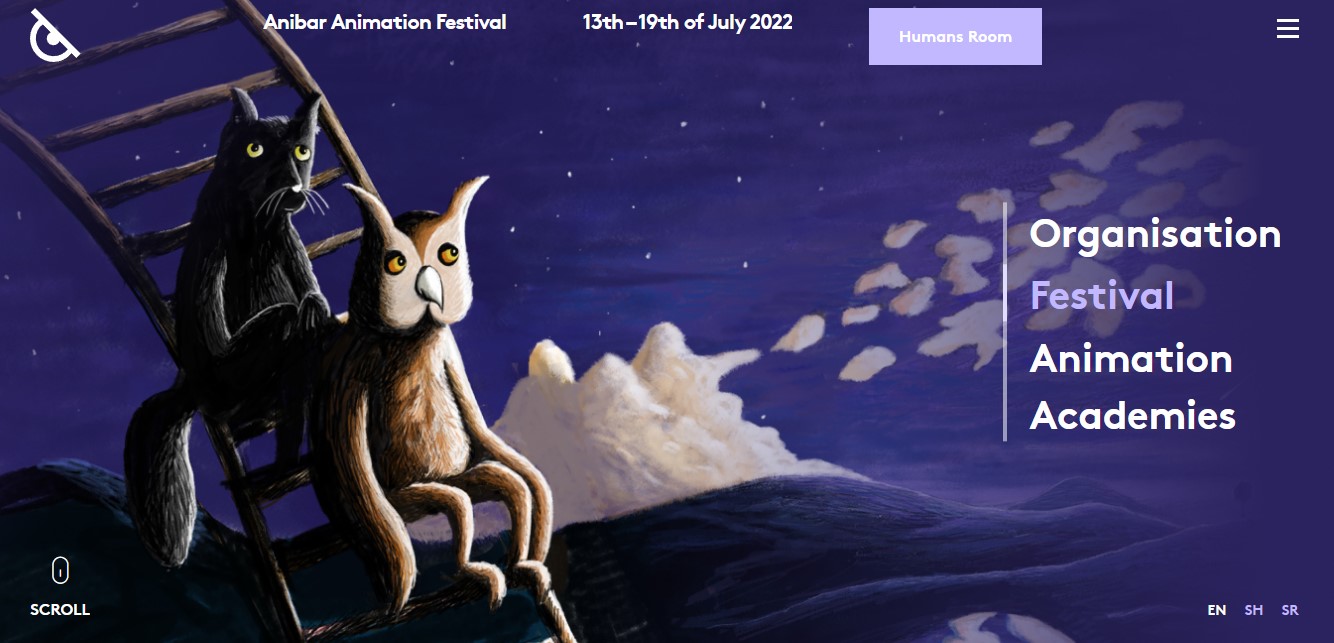 Anibar Animation Festival
13th–19th of July 2022
Humans Room
Organisation
Festival
Animation
Academies
SCROLL
EN SH SR